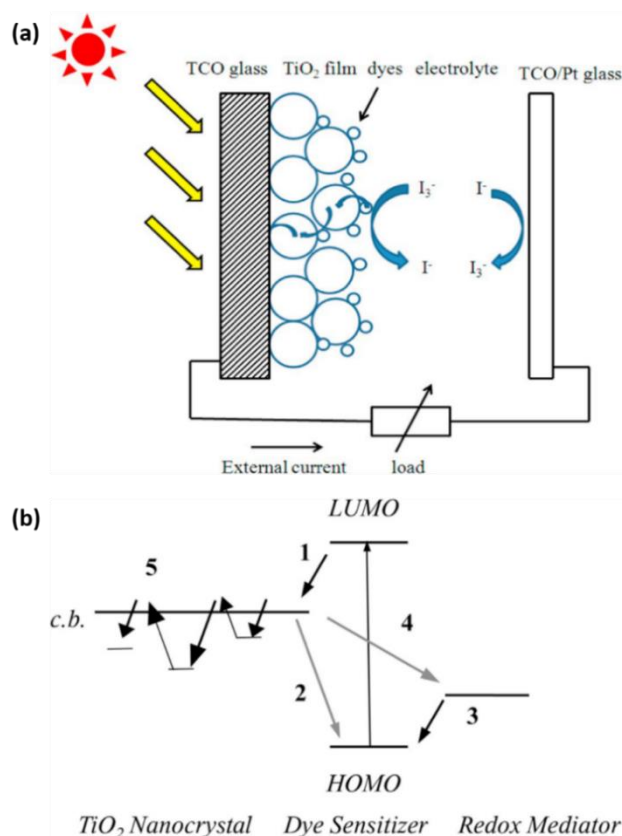 (a)
TCO glass TiO₂ film dyes electrolyte TCO/Pt glass
I₃⁻ I⁻
I⁻ I₃⁻
External current load
(b)
LUMO
1
5
c.b.
4
2
3
HOMO
TiO₂ Nanocrystal Dye Sensitizer Redox Mediator